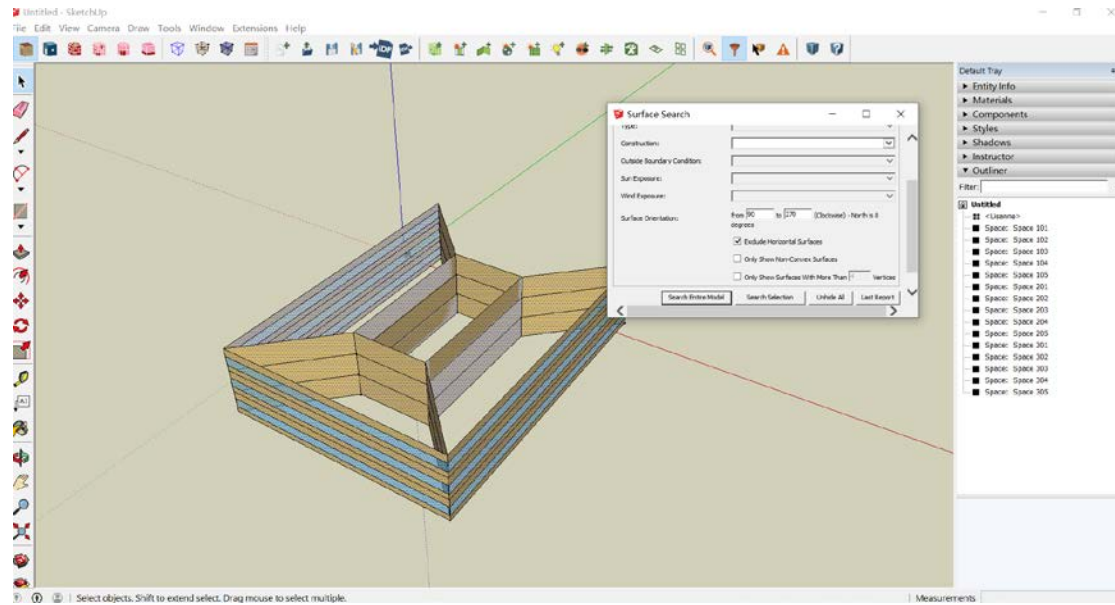 Untitled - SketchUp
File Edit View Camera Draw Tools Window Extensions Help
Default Tray
Entity Info
Materials
Components
Styles
Shadows
Instructor
Outliner
Filter:
Untitled
Space: Space 101
Space: Space 102
Space: Space 103
Space: Space 104
Space: Space 105
Space: Space 201
Space: Space 202
Space: Space 203
Space: Space 204
Space: Space 205
Space: Space 301
Space: Space 302
Space: Space 303
Space: Space 304
Space: Space 305
Surface Search
Type:
Construction:
Outside Boundary Condition:
Sun Exposure:
Wind Exposure:
Surface Orientation:
from 90 to 270 (Clockwise) - North is 0
degrees
Exclude Horizontal Surfaces
Only Show Non-Convex Surfaces
Only Show Surfaces With More Than Vertices
Search Entire Model Search Selection Unhide All Last Report
Select objects. Shift to extend select. Drag mouse to select multiple.
Measurements